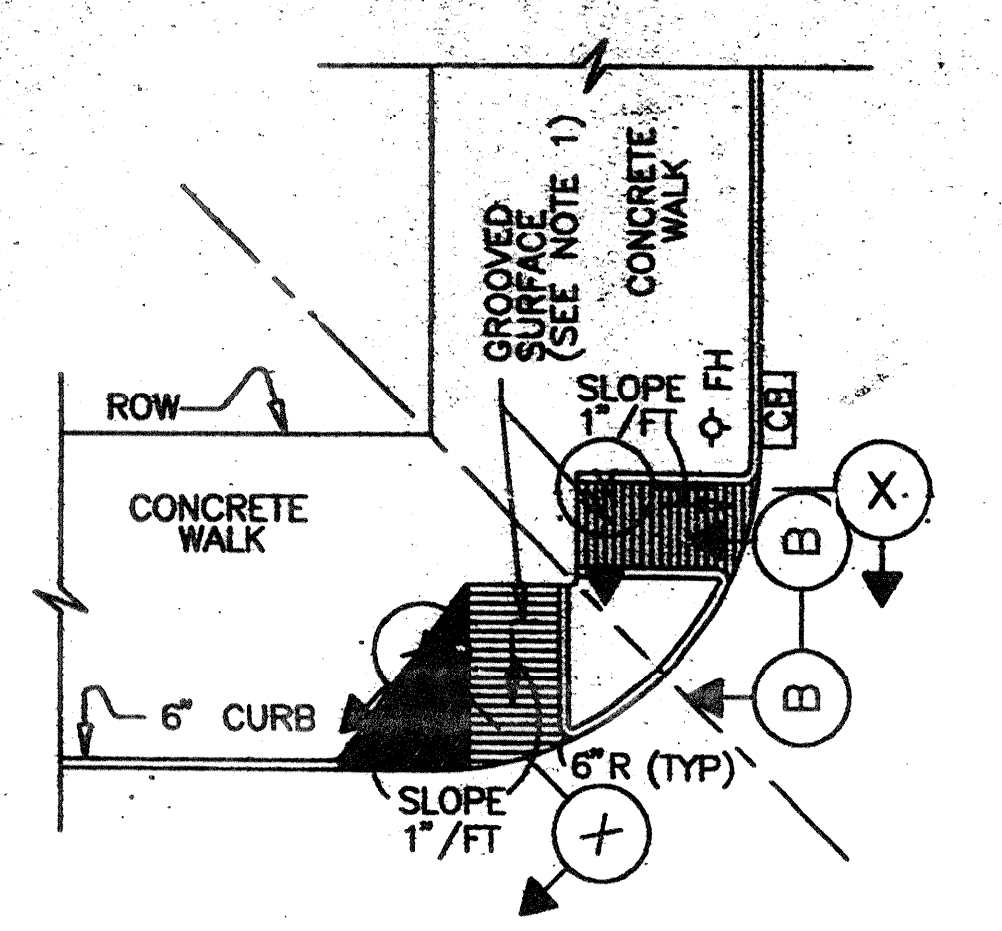 GROOVED
SURFACE
(SEE NOTE 1)
CONCRETE
WALK
SLOPE
1"/FT
FH
CB
ROW
CONCRETE
WALK
X
B
B
6" CURB
6"R (TYP)
SLOPE
1"/FT
X